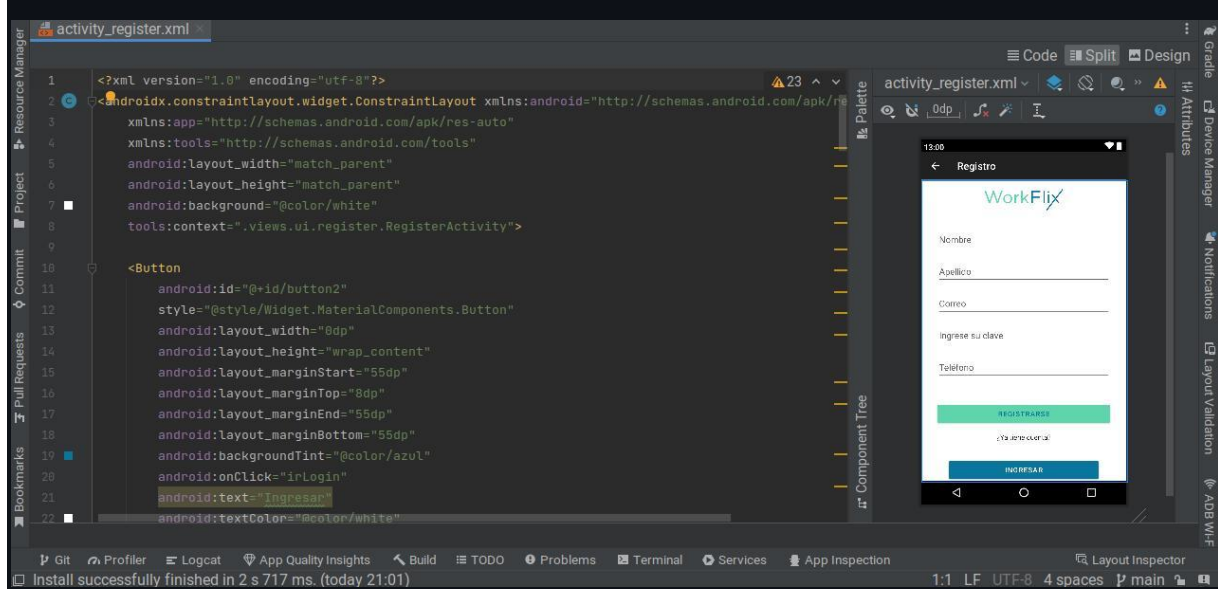 activity_register.xml
Code Split Design
1 <?xml version="1.0" encoding="utf-8"?>
23
2 <androidx.constraintlayout.widget.ConstraintLayout xmlns:android="http://schemas.android.com/apk/re
3 xmlns:app="http://schemas.android.com/apk/res-auto"
4 xmlns:tools="http://schemas.android.com/tools"
5 android:layout_width="match_parent"
6 android:layout_height="match_parent"
7 android:background="@color/white"
8 tools:context=".views.ui.register.RegisterActivity">
9
10 <Button
11 android:id="@+id/button2"
12 style="@style/Widget.MaterialComponents.Button"
13 android:layout_width="0dp"
14 android:layout_height="wrap_content"
15 android:layout_marginStart="55dp"
16 android:layout_marginTop="8dp"
17 android:layout_marginEnd="55dp"
18 android:layout_marginBottom="55dp"
19 android:backgroundTint="@color/azul"
20 android:onClick="irLogin"
21 android:text="Ingresar"
22 android:textColor="@color/white"
Resource Manager
Project
Commit
Pull Requests
Bookmarks
Palette
Component Tree
activity_register.xml
0dp
13:00
Registro
WorkFlix
Nombre
Apellico
Correo
Ingrese su clave
Teléfono
REGISTRARSE
INGRESAR
Attributes
Gradle
Device Manager
Notifications
Layout Validation
ADB Wi-F
Git Profiler Logcat App Quality Insights Build TODO Problems Terminal Services App Inspection Layout Inspector
Install successfully finished in 2 s 717 ms. (today 21:01) 1:1 LF UTF-8 4 spaces main